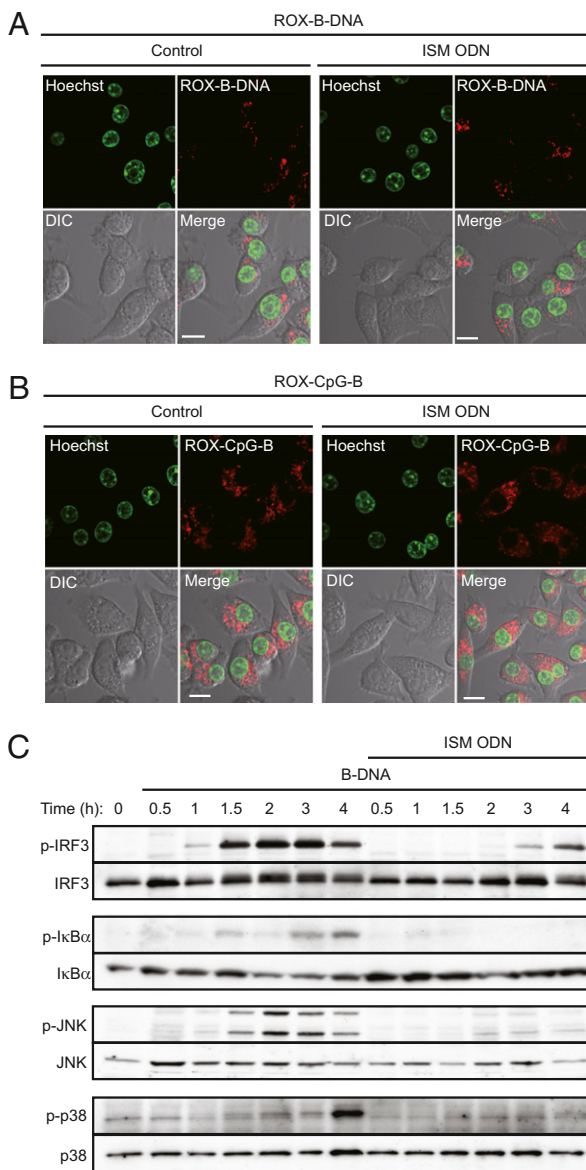 A
ROX-B-DNA
Control ISM ODN
Hoechst ROX-B-DNA Hoechst ROX-B-DNA
DIC Merge DIC Merge
B
ROX-CpG-B
Control ISM ODN
Hoechst ROX-CpG-B Hoechst ROX-CpG-B
DIC Merge DIC Merge
C
ISM ODN
B-DNA
Time (h): 0 0.5 1 1.5 2 3 4 0.5 1 1.5 2 3 4
p-IRF3
IRF3
p-IκBα
IκBα
p-JNK
JNK
p-p38
p38